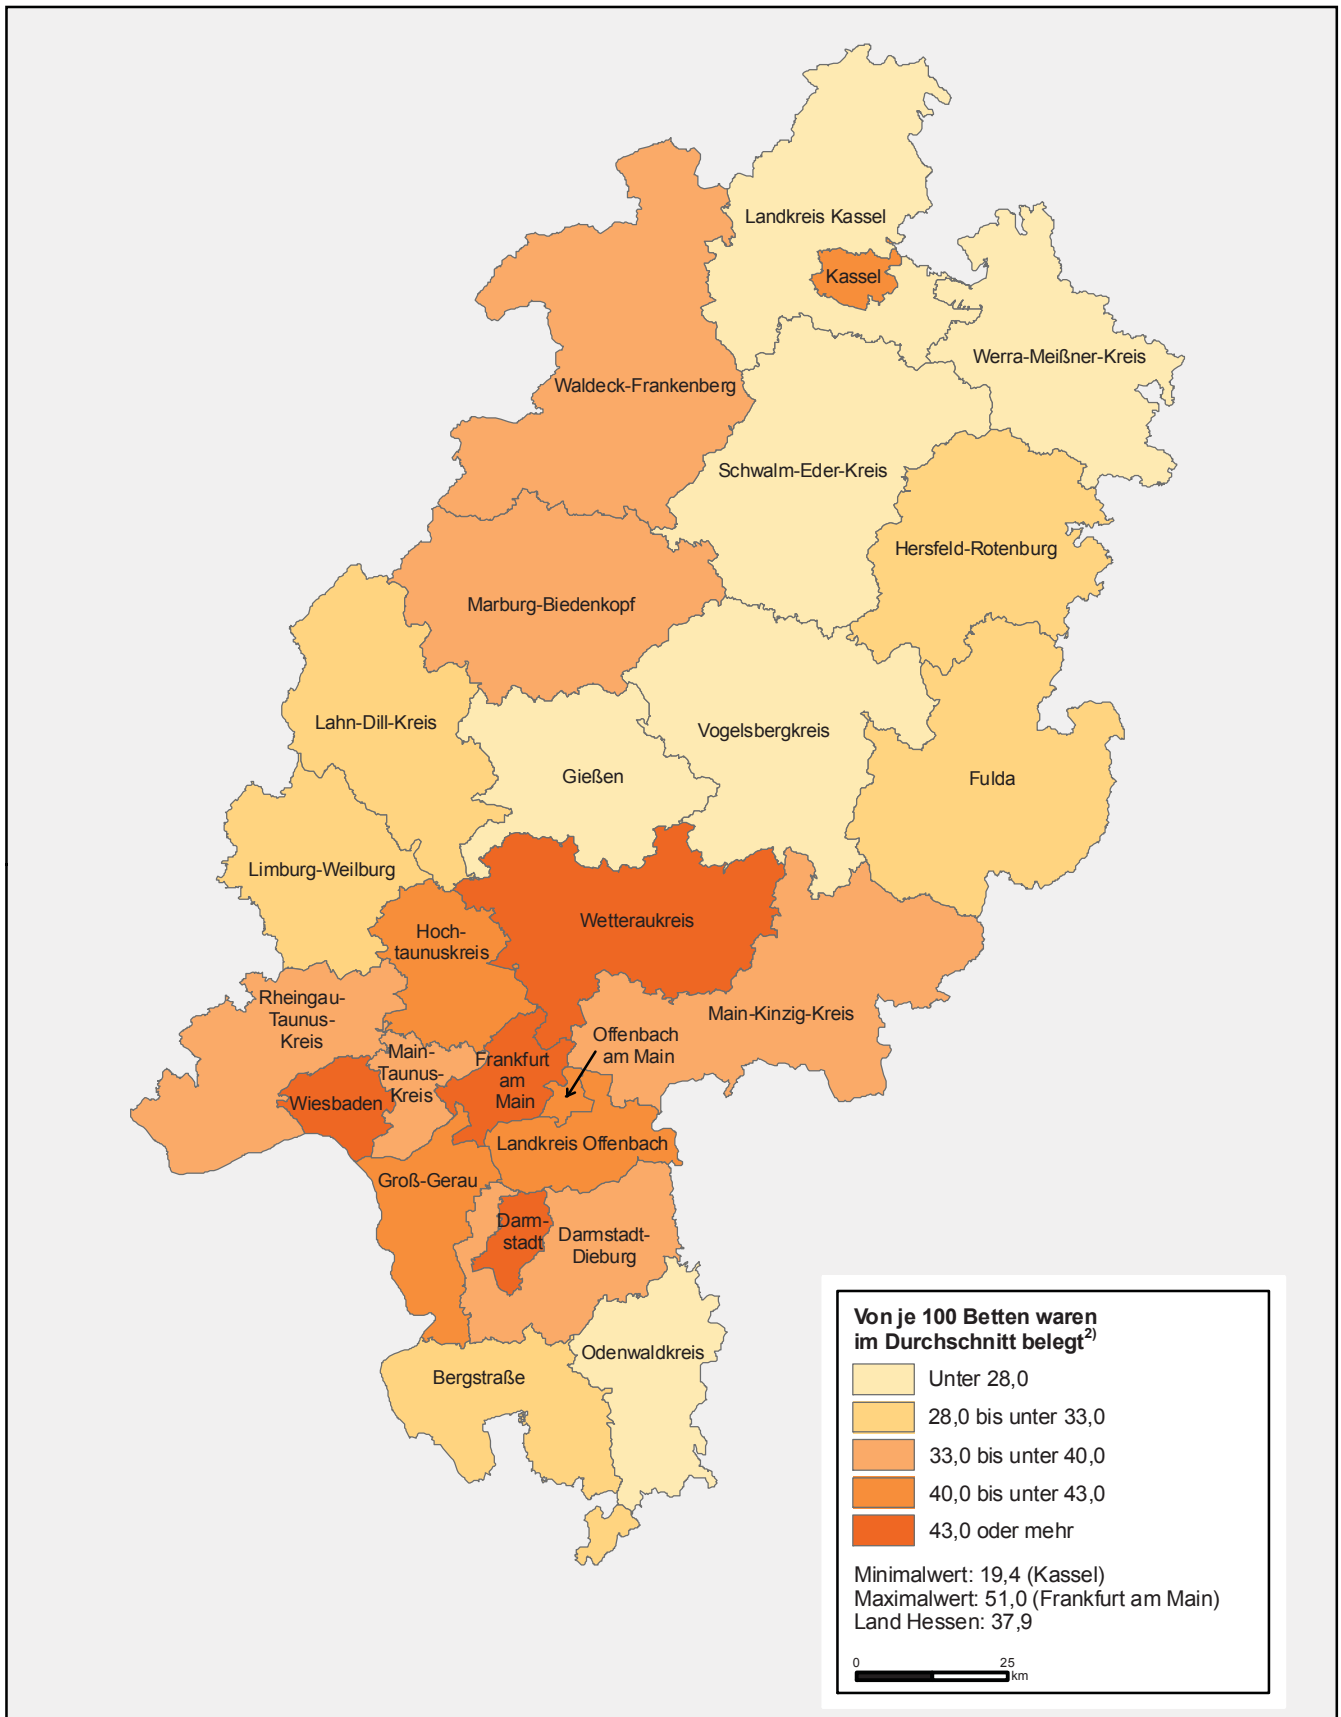 Landkreis Kassel
Kassel
Werra-Meißner-Kreis
Waldeck-Frankenberg
Schwalm-Eder-Kreis
Hersfeld-Rotenburg
Marburg-Biedenkopf
Lahn-Dill-Kreis
Vogelsbergkreis
Gießen
Fulda
Limburg-Weilburg
Wetteraukreis
Hoch-
taunuskreis
Rheingau-
Taunus-
Kreis
Main-Kinzig-Kreis
Offenbach
am Main
Main-
Taunus-
Kreis
Frankfurt
am
Main
Wiesbaden
Landkreis Offenbach
Groß-Gerau
Darm-
stadt
Darmstadt-
Dieburg
Odenwaldkreis
Bergstraße
Von je 100 Betten waren
im Durchschnitt belegt2)
Unter 28,0
28,0 bis unter 33,0
33,0 bis unter 40,0
40,0 bis unter 43,0
43,0 oder mehr
Minimalwert: 19,4 (Kassel)
Maximalwert: 51,0 (Frankfurt am Main)
Land Hessen: 37,9
0 25
km